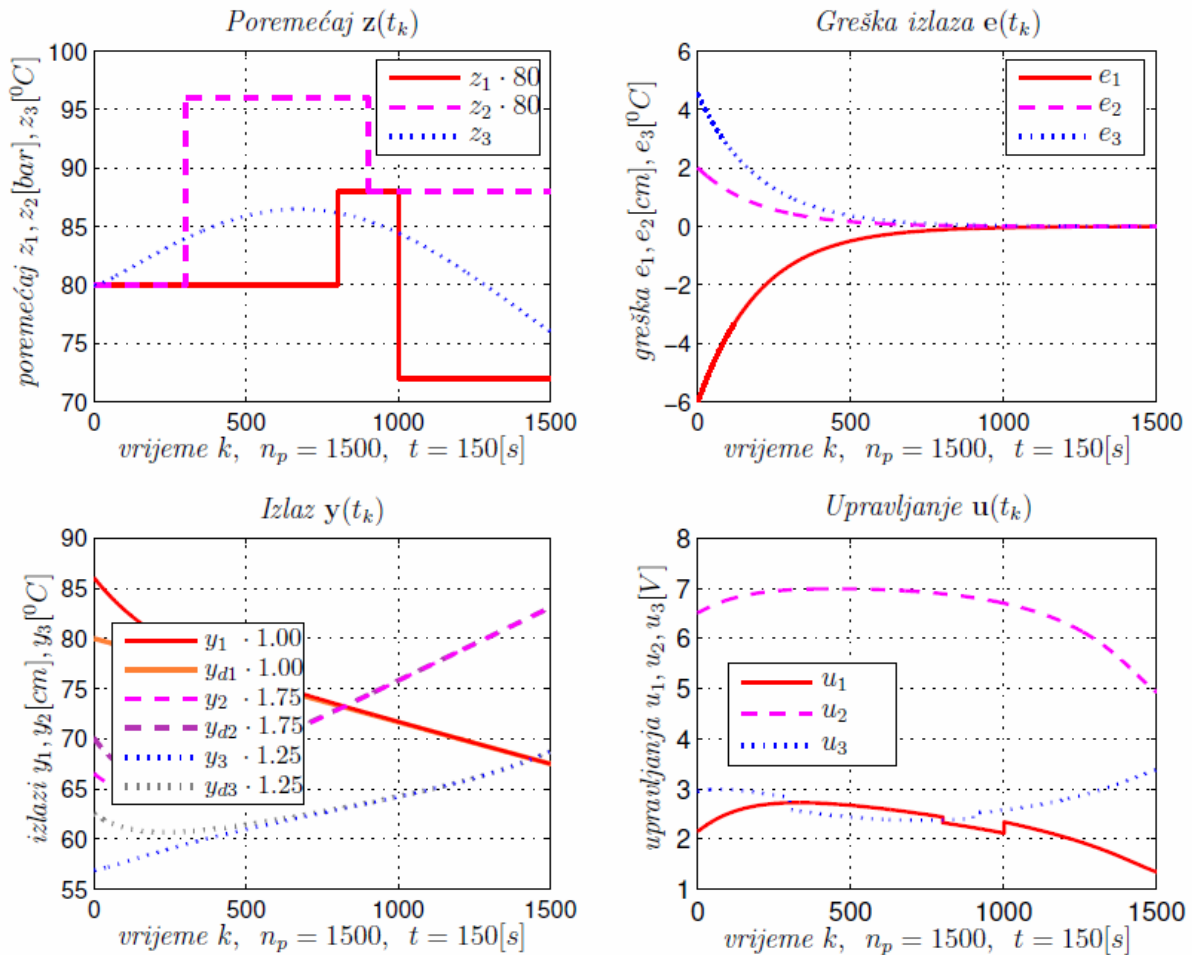 Poremećaj z(t_k)
poremećaj z_1, z_2[bar], z_3[^0C]
100
95
90
85
80
75
70
z_1 · 80
z_2 · 80
z_3
0 500 1000 1500
vrijeme k, n_p = 1500, t = 150[s]
Greška izlaza e(t_k)
greška e_1, e_2[cm], e_3[^0C]
6
4
2
0
−2
−4
−6
e_1
e_2
e_3
0 500 1000 1500
vrijeme k, n_p = 1500, t = 150[s]
Izlaz y(t_k)
izlazi y_1, y_2[cm], y_3[^0C]
90
85
80
75
70
65
60
55
y_1 · 1.00
y_{d1} · 1.00
y_2 · 1.75
y_{d2} · 1.75
y_3 · 1.25
y_{d3} · 1.25
0 500 1000 1500
vrijeme k, n_p = 1500, t = 150[s]
Upravljanje u(t_k)
upravljanja u_1, u_2, u_3[V]
8
7
6
5
4
3
2
1
u_1
u_2
u_3
0 500 1000 1500
vrijeme k, n_p = 1500, t = 150[s]